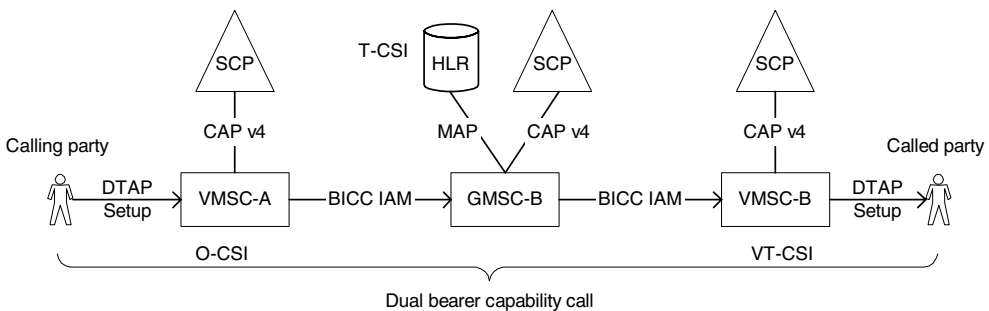 SCP
T-CSI
HLR
SCP
SCP
CAP v4
MAP
CAP v4
CAP v4
Calling party
Called party
DTAP
Setup
VMSC-A
BICC IAM
GMSC-B
BICC IAM
VMSC-B
DTAP
Setup
O-CSI
VT-CSI
Dual bearer capability call